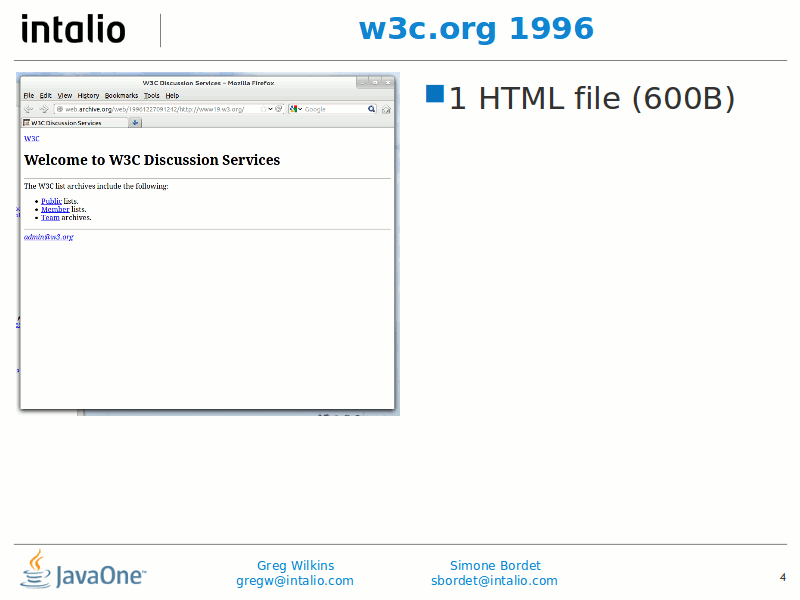 intalio
w3c.org 1996
W3C Discussion Services - Mozilla Firefox
File Edit View History Bookmarks Tools Help
web.archive.org/web/19961227091242/http://www19.w3.org/
Google
W3C Discussion Services
W3C
Welcome to W3C Discussion Services
The W3C list archives include the following:
Public lists.
Member lists.
Team archives.
admin@w3.org
1 HTML file (600B)
JavaOne™
Greg Wilkins
gregw@intalio.com
Simone Bordet
sbordet@intalio.com
4